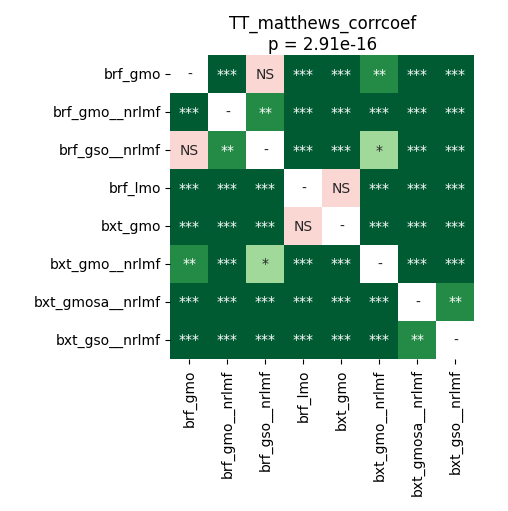 TT_matthews_corrcoef
p = 2.91e-16
brf_gmo - *** NS *** *** ** *** ***
brf_gmo__nrlmf *** - ** *** *** *** *** ***
brf_gso__nrlmf NS ** - *** *** * *** ***
brf_lmo *** *** *** - NS *** *** ***
bxt_gmo *** *** *** NS - *** *** ***
bxt_gmo__nrlmf ** *** * *** *** - *** ***
bxt_gmosa__nrlmf *** *** *** *** *** *** - **
bxt_gso__nrlmf *** *** *** *** *** *** ** -
brf_gmo
brf_gmo__nrlmf
brf_gso__nrlmf
brf_lmo
bxt_gmo
bxt_gmo__nrlmf
bxt_gmosa__nrlmf
bxt_gso__nrlmf